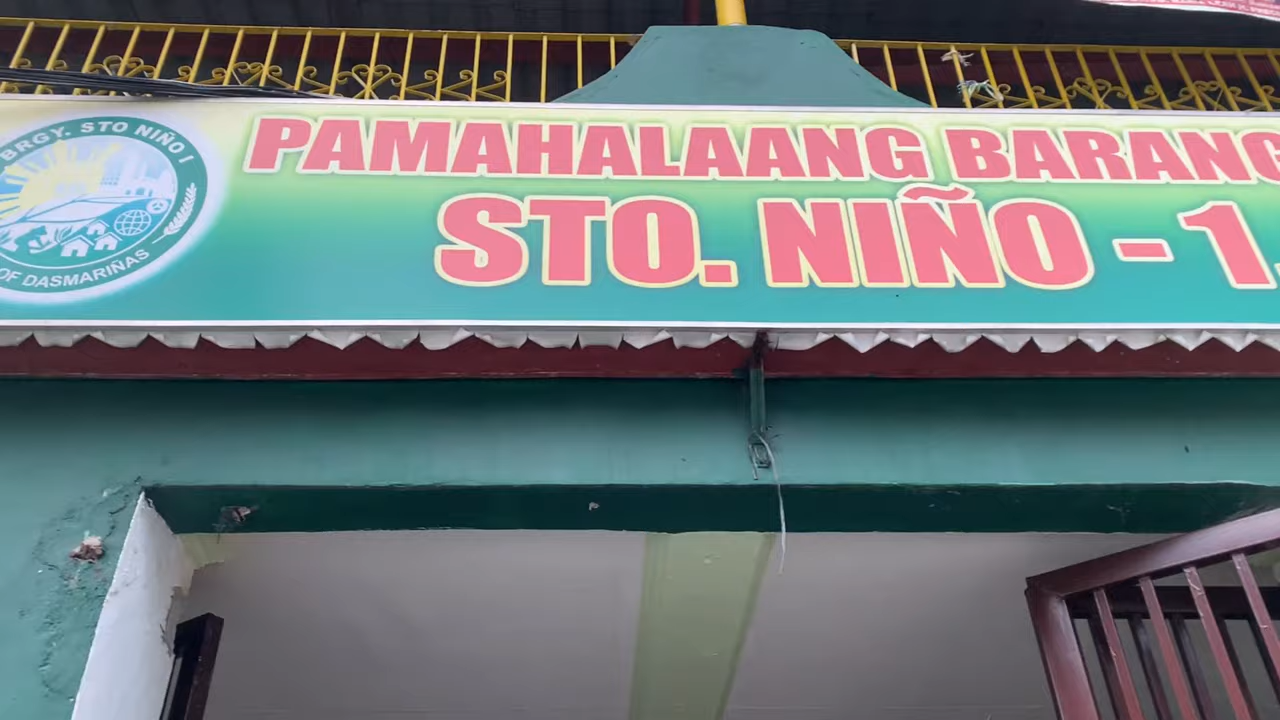 BRGY. STO NIÑO I
OF DASMARIÑAS
PAMAHALAANG BARANG
STO. NIÑO - 1